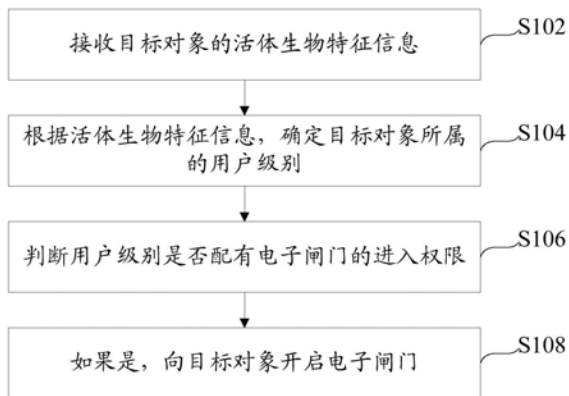 接收目标对象的活体生物特征信息
S102
根据活体生物特征信息，确定目标对象所属
的用户级别
S104
判断用户级别是否配有电子闸门的进入权限
S106
如果是，向目标对象开启电子闸门
S108